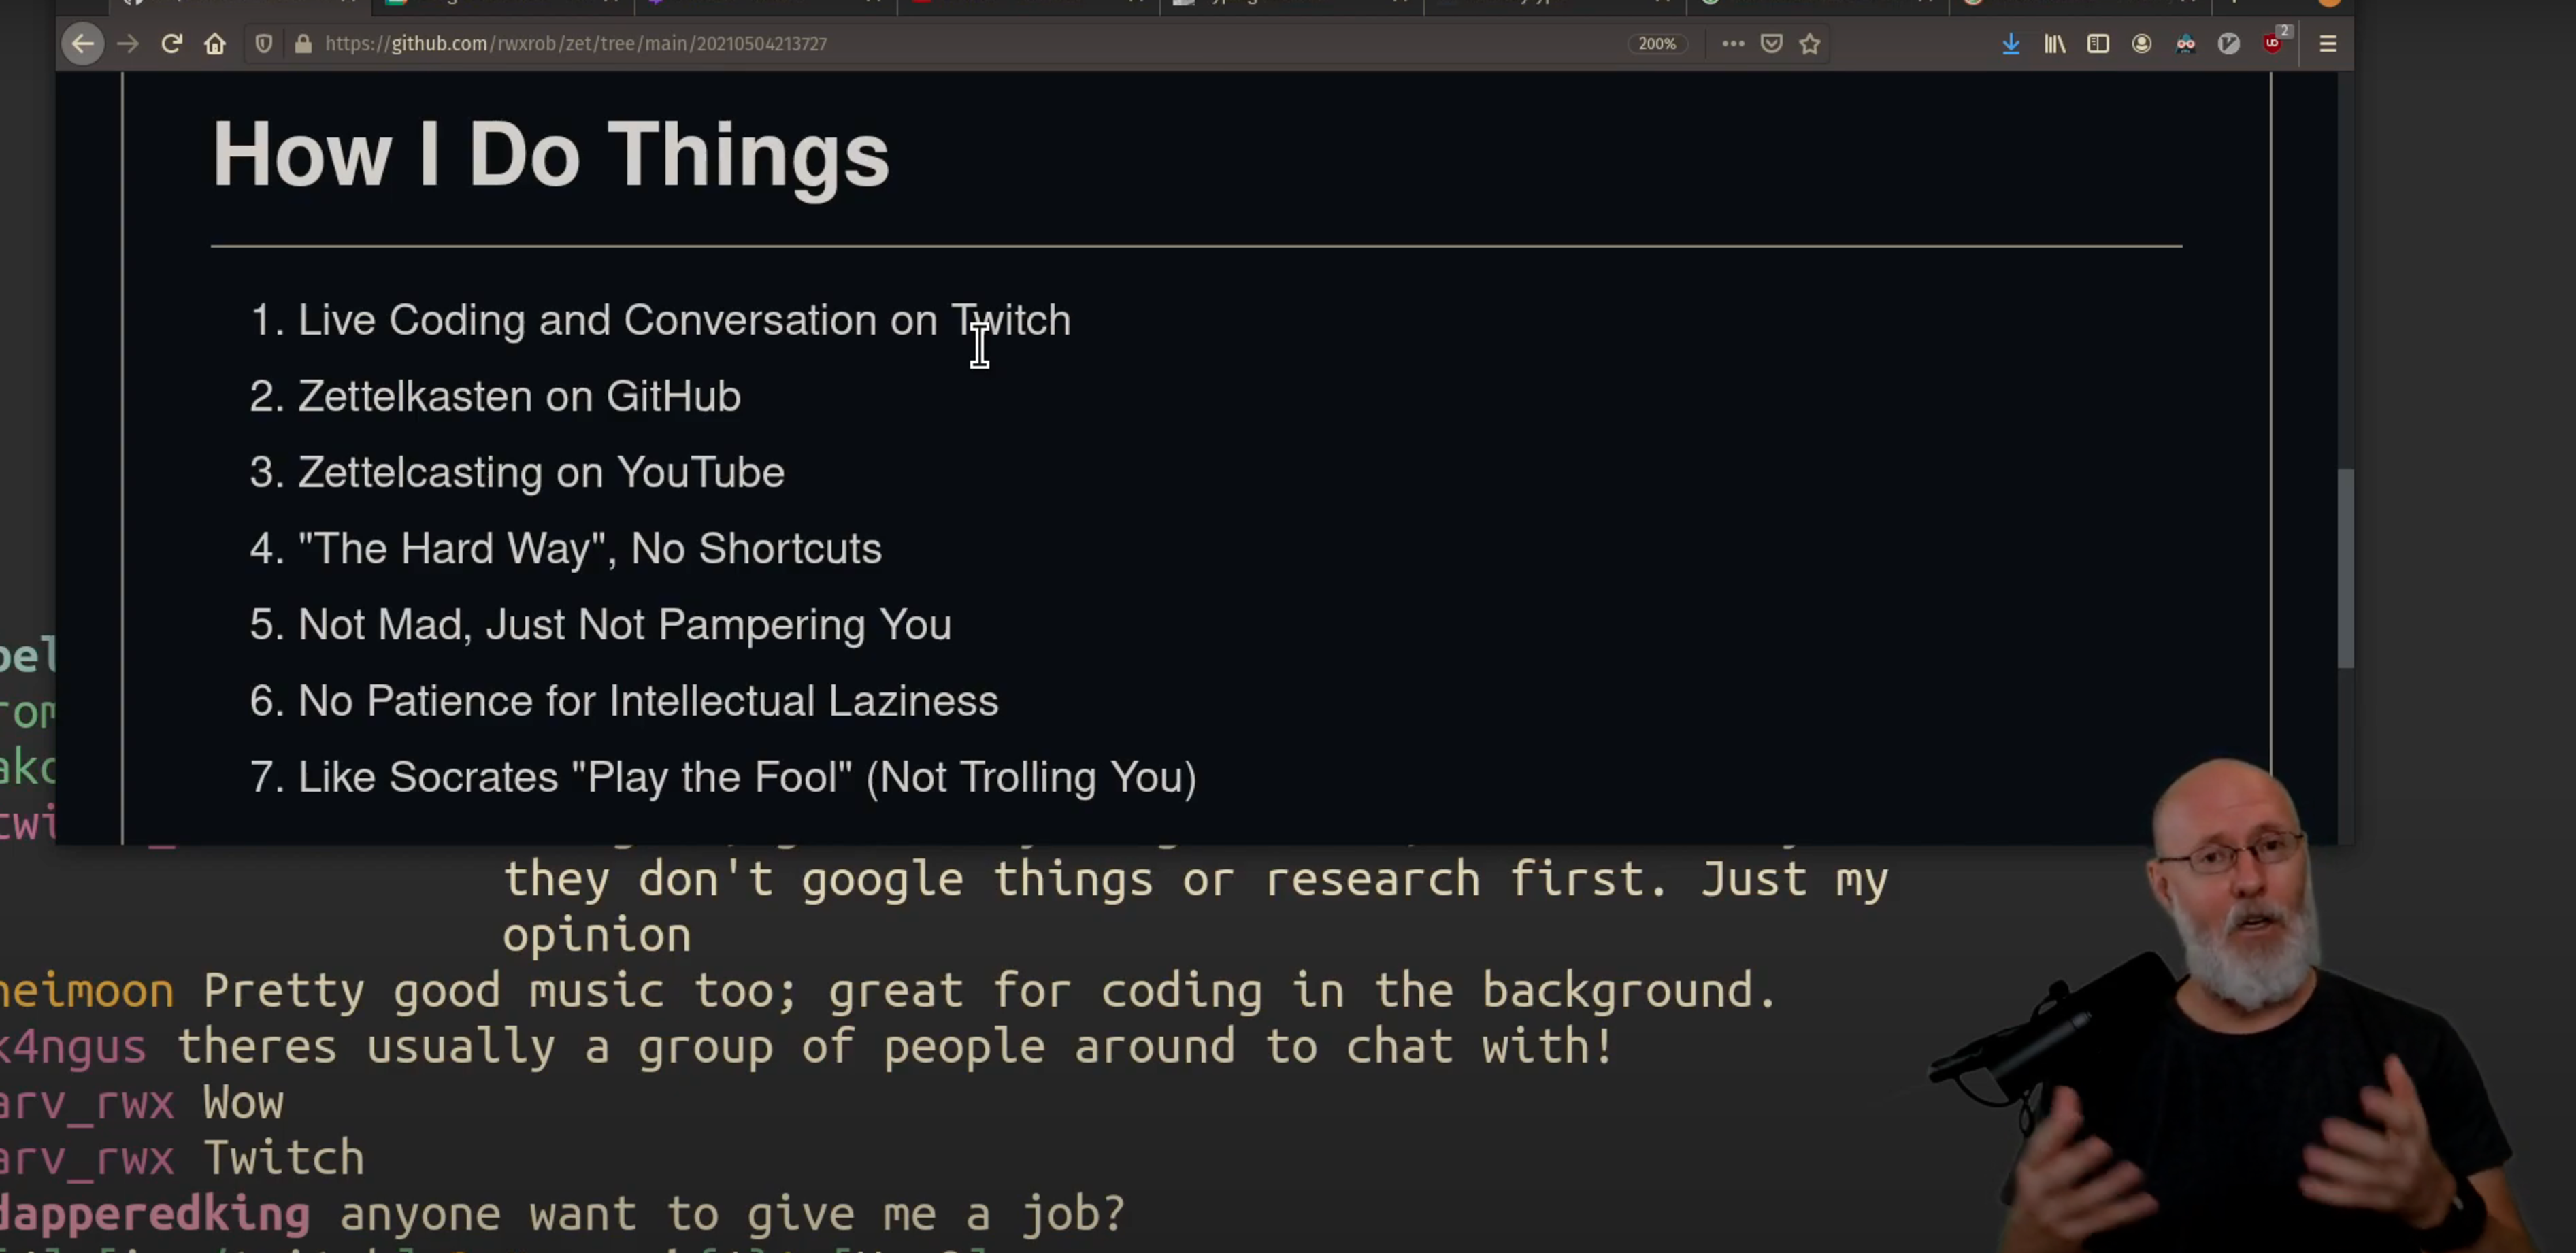 https://github.com/rwxrob/zet/tree/main/20210504213727
200%
2
How I Do Things
1. Live Coding and Conversation on Twitch
2. Zettelkasten on GitHub
3. Zettelcasting on YouTube
4. "The Hard Way", No Shortcuts
5. Not Mad, Just Not Pampering You
6. No Patience for Intellectual Laziness
7. Like Socrates "Play the Fool" (Not Trolling You)
they don't google things or research first. Just my
opinion
heimoon Pretty good music too; great for coding in the background.
k4ngus theres usually a group of people around to chat with!
arv_rwx Wow
arv_rwx Twitch
dapperedking anyone want to give me a job?